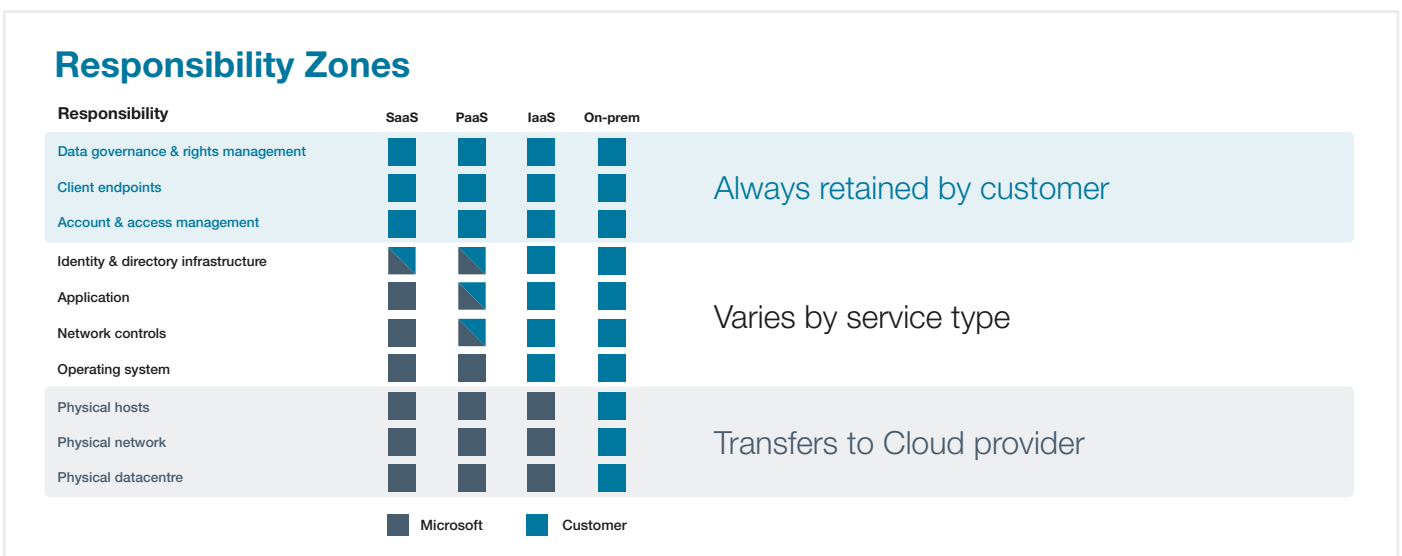 Responsibility Zones
Responsibility SaaS PaaS IaaS On-prem
Data governance & rights management
Client endpoints
Account & access management
Always retained by customer
Identity & directory infrastructure
Application
Network controls
Operating system
Varies by service type
Physical hosts
Physical network
Physical datacentre
Transfers to Cloud provider
Microsoft Customer